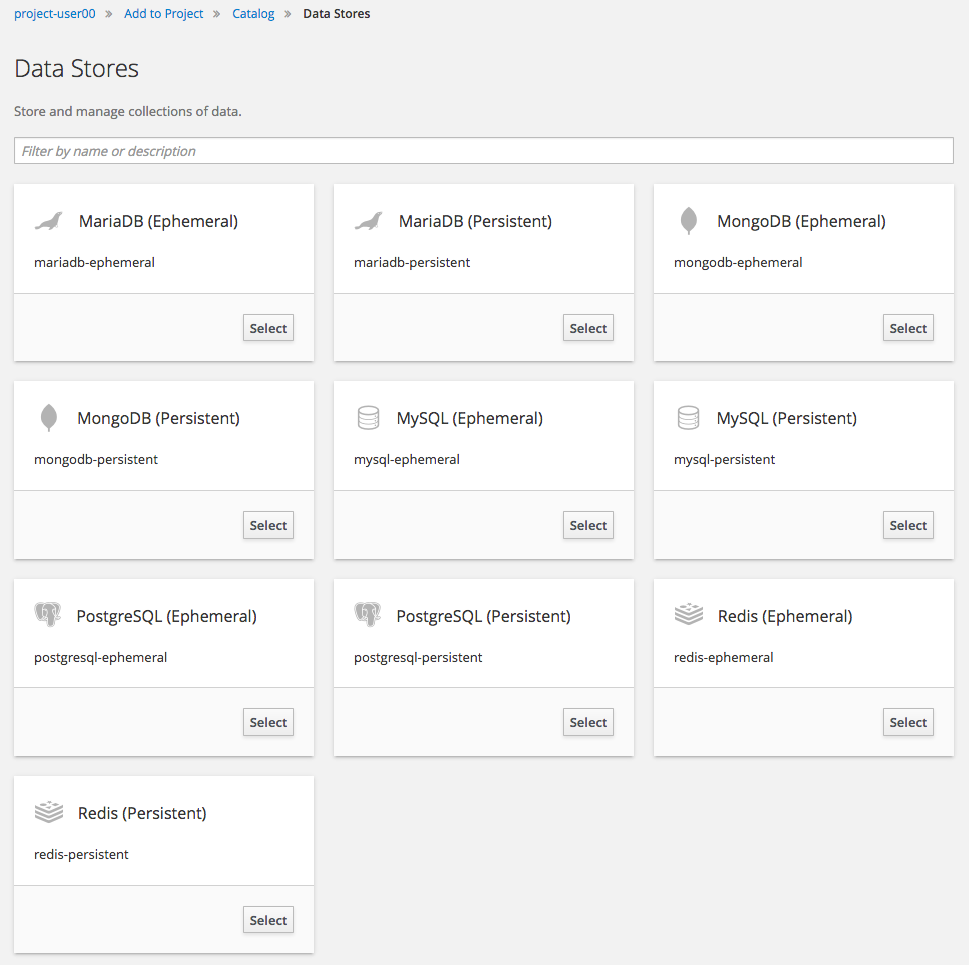 project-user00 » Add to Project » Catalog » Data Stores
Data Stores
Store and manage collections of data.
Filter by name or description
MariaDB (Ephemeral)
mariadb-ephemeral
Select
MariaDB (Persistent)
mariadb-persistent
Select
MongoDB (Ephemeral)
mongodb-ephemeral
Select
MongoDB (Persistent)
mongodb-persistent
Select
MySQL (Ephemeral)
mysql-ephemeral
Select
MySQL (Persistent)
mysql-persistent
Select
PostgreSQL (Ephemeral)
postgresql-ephemeral
Select
PostgreSQL (Persistent)
postgresql-persistent
Select
Redis (Ephemeral)
redis-ephemeral
Select
Redis (Persistent)
redis-persistent
Select